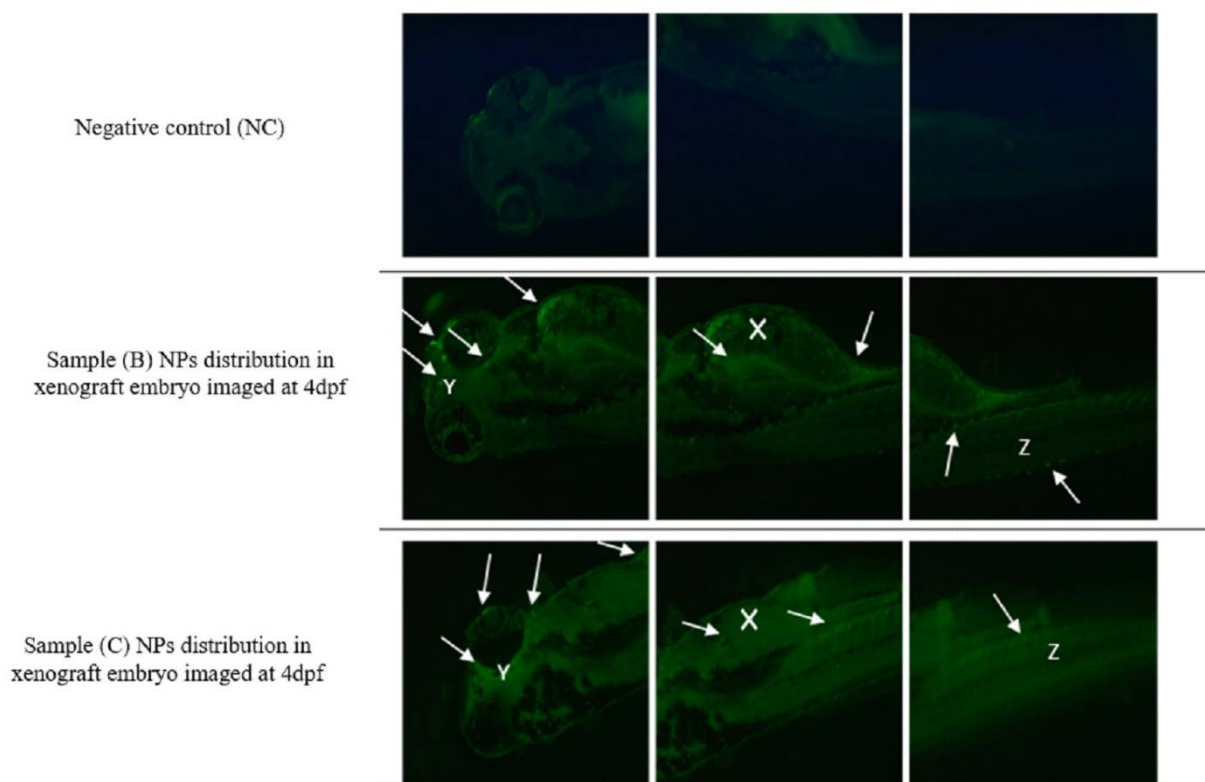 Negative control (NC)
Sample (B) NPs distribution in
xenograft embryo imaged at 4dpf
Y
X
Z
Sample (C) NPs distribution in
xenograft embryo imaged at 4dpf
Y
X
Z